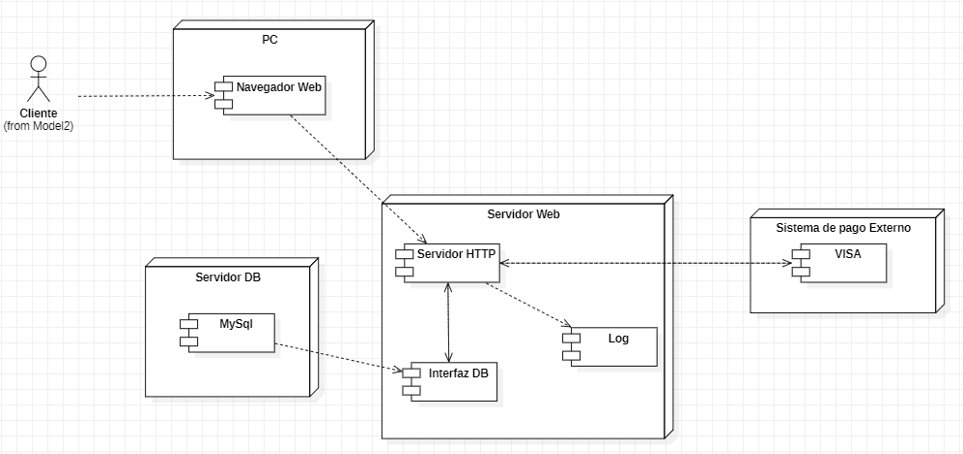 PC
Navegador Web
Cliente
(from Model2)
Servidor Web
Servidor HTTP
Sistema de pago Externo
VISA
Servidor DB
MySql
Log
Interfaz DB